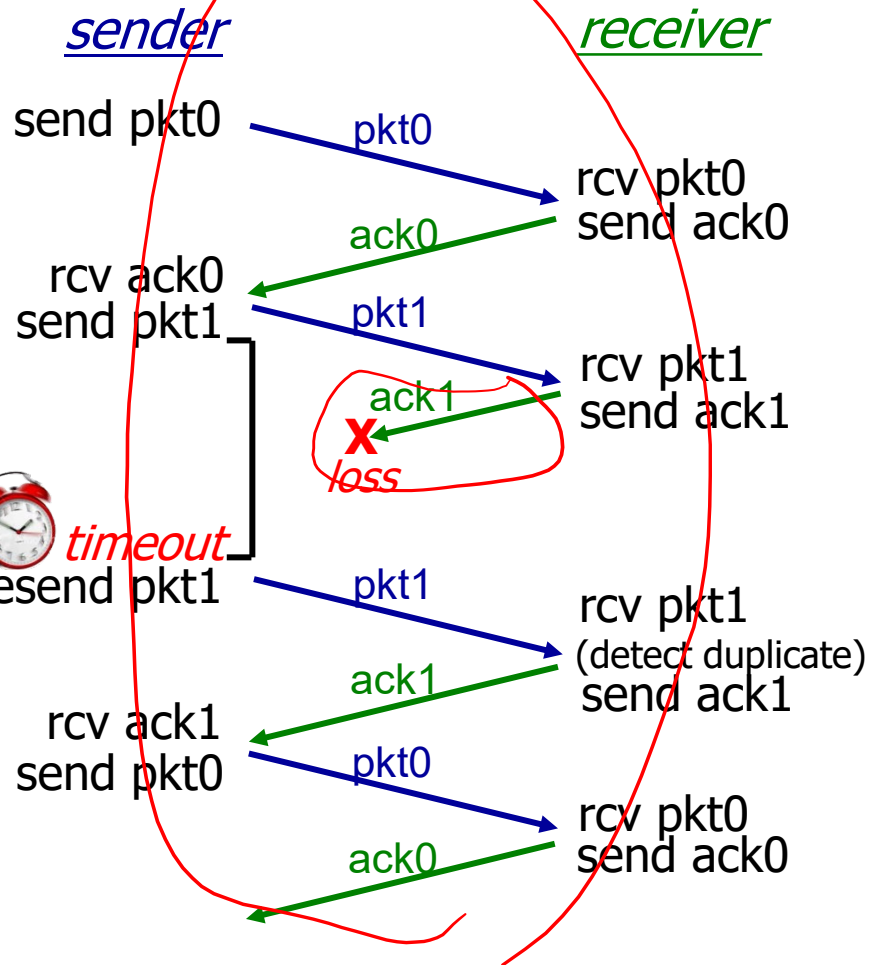 sender
receiver
send pkt0
pkt0
rcv pkt0
send ack0
ack0
rcv ack0
send pkt1
pkt1
rcv pkt1
send ack1
ack1
X
loss
timeout
esend pkt1
pkt1
rcv pkt1
(detect duplicate)
send ack1
ack1
rcv ack1
send pkt0
pkt0
rcv pkt0
send ack0
ack0